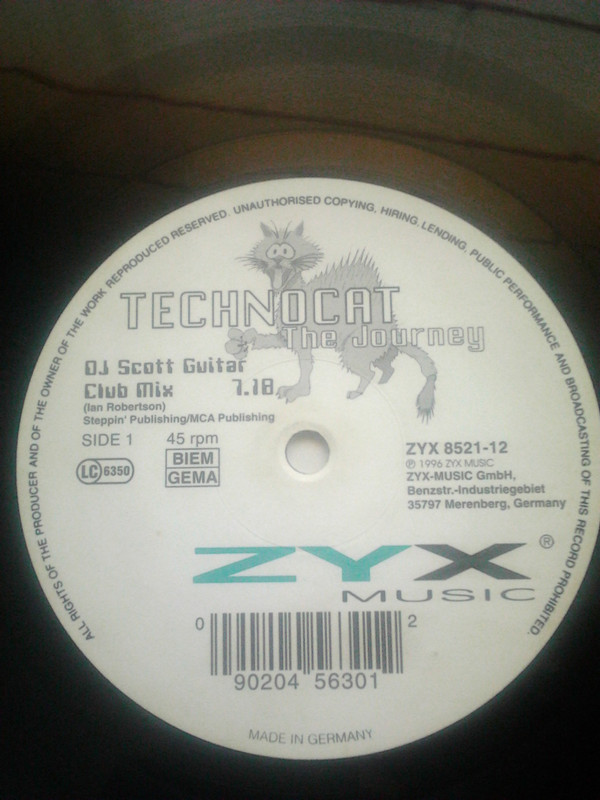 ALL RIGHTS OF THE PRODUCER AND OF THE OWNER OF THE WORK REPRODUCED RESERVED. UNAUTHORISED COPYING, HIRING, LENDING, PUBLIC PERFORMANCE AND BROADCASTING OF THIS RECORD PROHIBITED.
TECHNOCAT
The Journey
DJ Scott Guitar
Club Mix 7.18
(Ian Robertson)
Steppin' Publishing/MCA Publishing
SIDE 1 45 rpm
LC 6350
BIEM
GEMA
ZYX 8521-12
℗ 1996 ZYX MUSIC
ZYX-MUSIC GmbH,
Benzstr.-Industriegebiet
35797 Merenberg, Germany
ZYX ®
MUSIC
0 90204 56301 2
MADE IN GERMANY